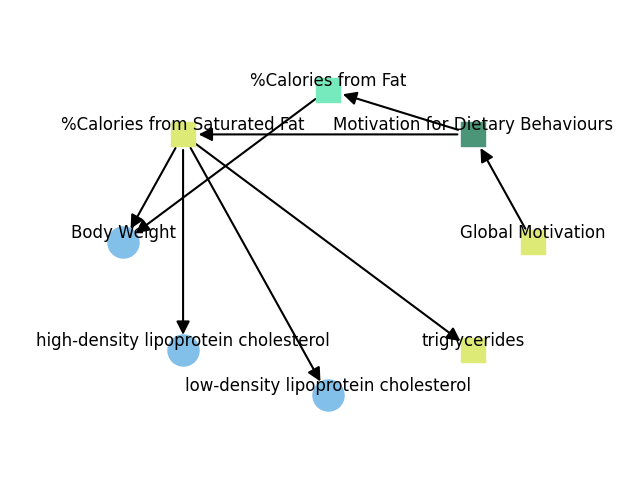 %Calories from Fat
%Calories from Saturated Fat
Motivation for Dietary Behaviours
Body Weight
Global Motivation
high-density lipoprotein cholesterol
triglycerides
low-density lipoprotein cholesterol